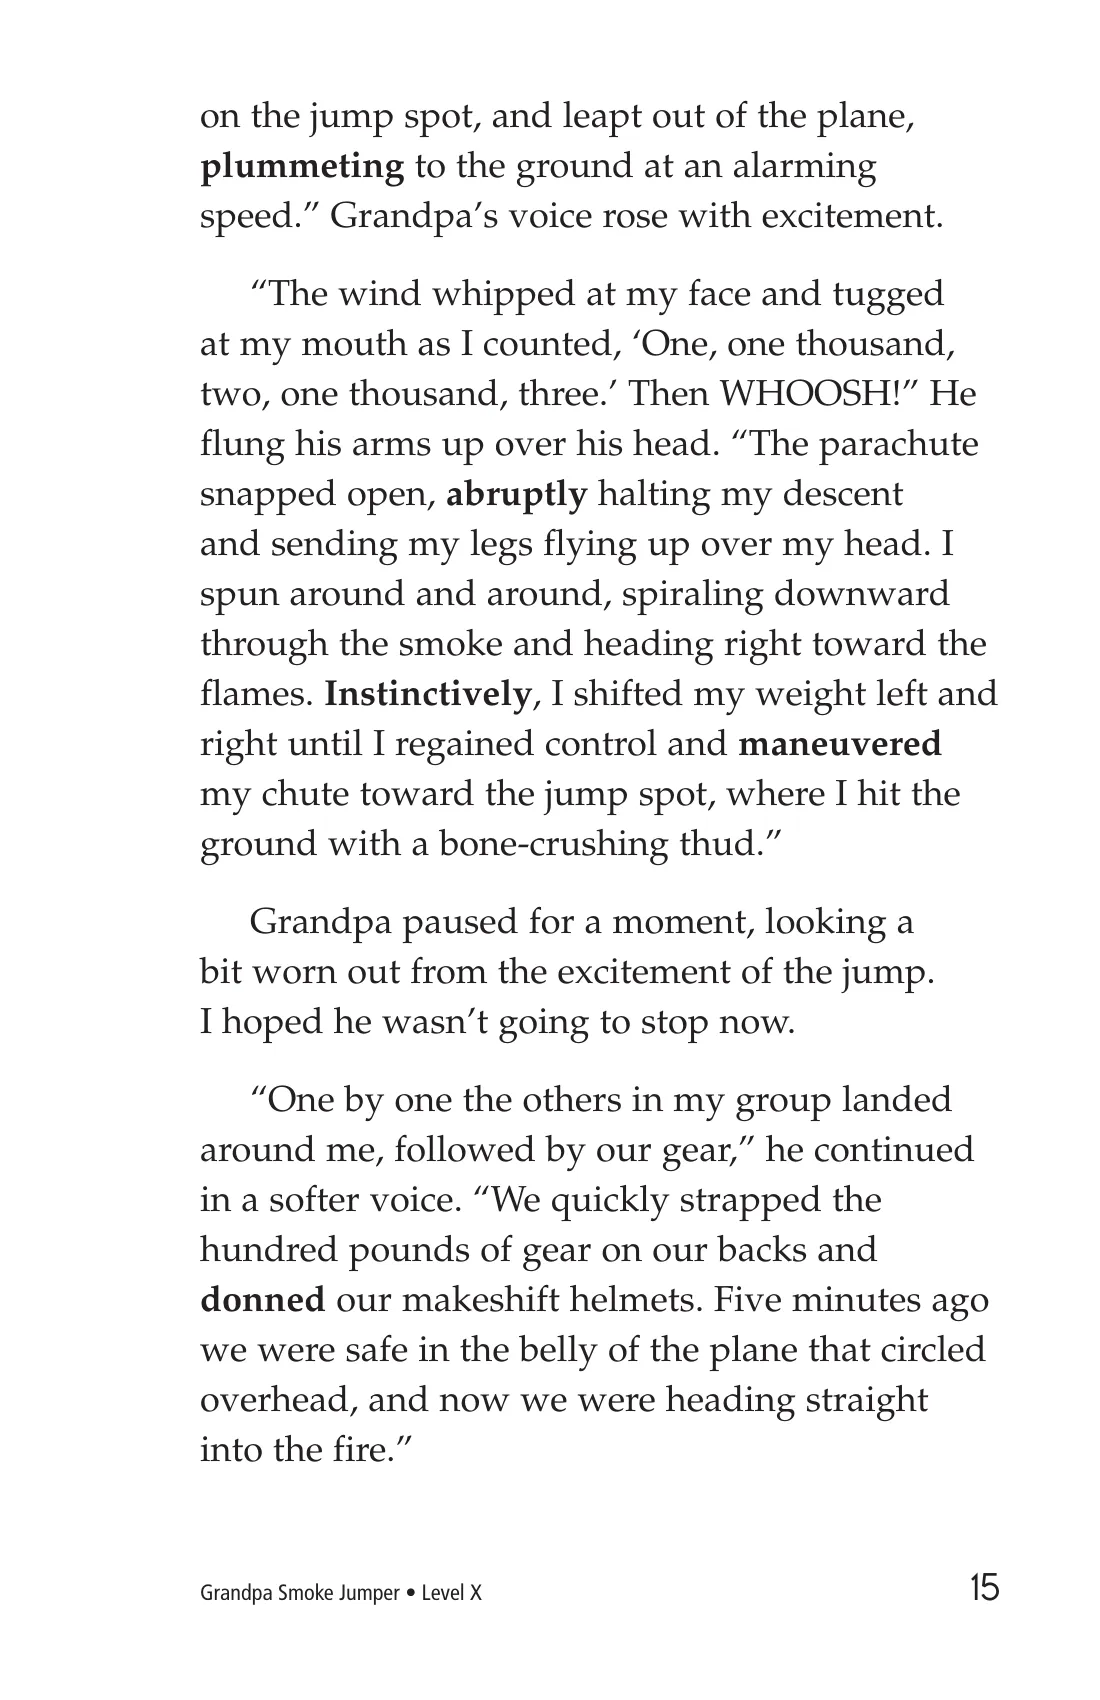 on the jump spot, and leapt out of the plane,
plummeting to the ground at an alarming
speed.” Grandpa’s voice rose with excitement.
“The wind whipped at my face and tugged
at my mouth as I counted, ‘One, one thousand,
two, one thousand, three.’ Then WHOOSH!” He
flung his arms up over his head. “The parachute
snapped open, abruptly halting my descent
and sending my legs flying up over my head. I
spun around and around, spiraling downward
through the smoke and heading right toward the
flames. Instinctively, I shifted my weight left and
right until I regained control and maneuvered
my chute toward the jump spot, where I hit the
ground with a bone-crushing thud.”
Grandpa paused for a moment, looking a
bit worn out from the excitement of the jump.
I hoped he wasn’t going to stop now.
“One by one the others in my group landed
around me, followed by our gear,” he continued
in a softer voice. “We quickly strapped the
hundred pounds of gear on our backs and
donned our makeshift helmets. Five minutes ago
we were safe in the belly of the plane that circled
overhead, and now we were heading straight
into the fire.”
Grandpa Smoke Jumper • Level X
15